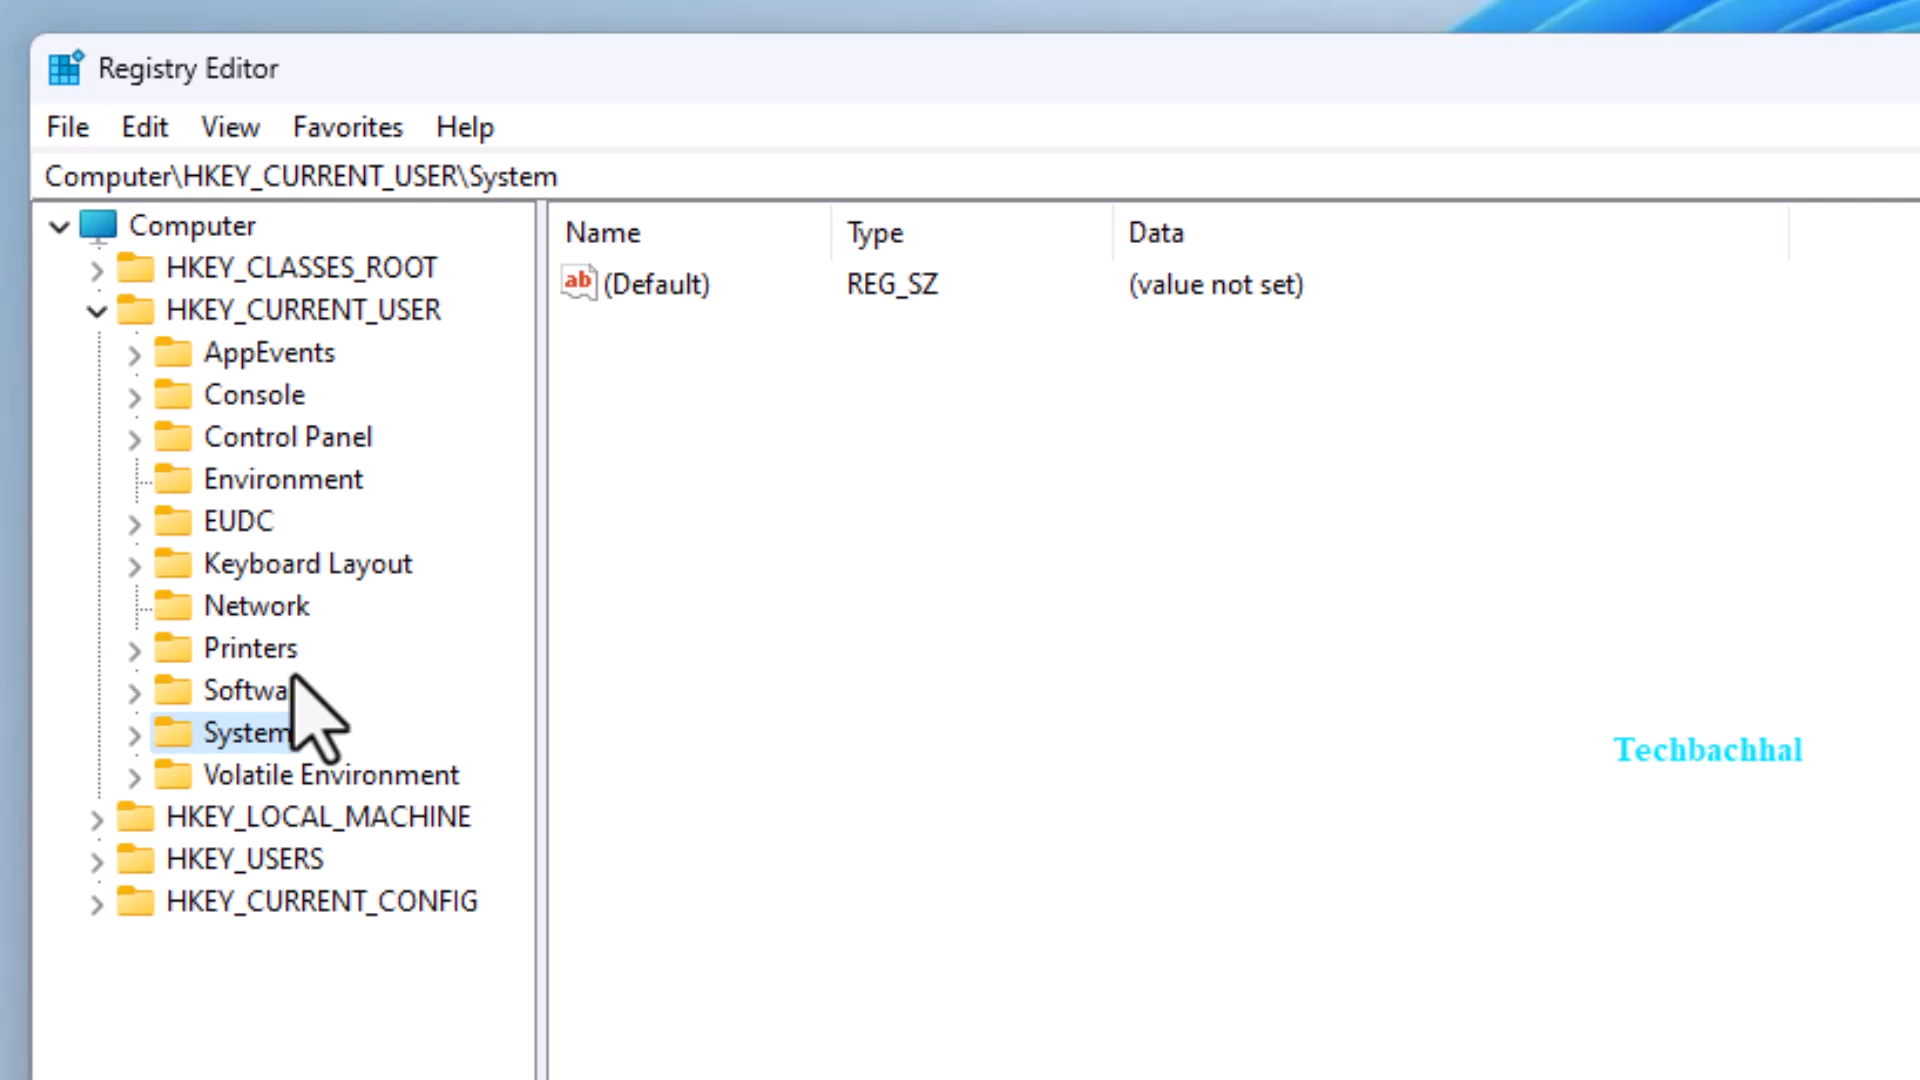 Registry Editor
File Edit View Favorites Help
Computer\HKEY_CURRENT_USER\System
Computer
HKEY_CLASSES_ROOT
HKEY_CURRENT_USER
AppEvents
Console
Control Panel
Environment
EUDC
Keyboard Layout
Network
Printers
Softwa
System
Volatile Environment
HKEY_LOCAL_MACHINE
HKEY_USERS
HKEY_CURRENT_CONFIG
Name Type Data
ab (Default) REG_SZ (value not set)
Techbachhal